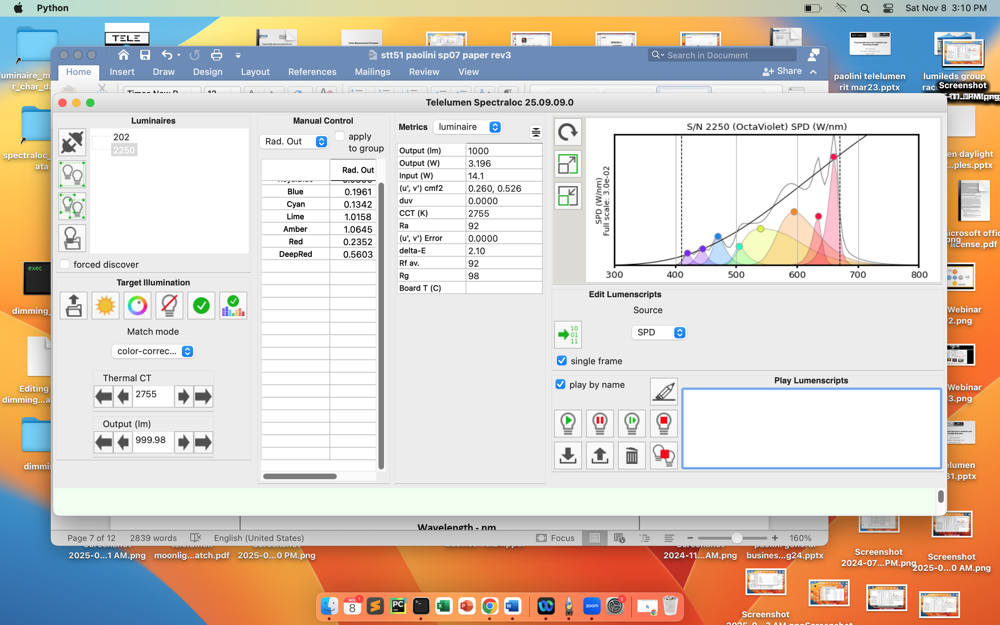 Python
Sat Nov 8 3:10 PM
TELE
NUS
Color Measurement Principles
SPECIM IQ
RIT
stt51 paolini sp07 paper rev3
Search in Document
Home Insert Draw Design Layout References Mailings Review View
Share
paolini telelumen
rit mar23.pptx
lumileds group
Screenshot
Telelumen Spectraloc 25.09.09.0
Luminaires
202
2250
forced discover
Target Illumination
Match mode
color-correc...
Thermal CT
2755
Output (lm)
999.98
Manual Control
Rad. Out
apply
to group
Rad. Out
Blue 0.1961
Cyan 0.1342
Lime 1.0158
Amber 1.0645
Red 0.2352
DeepRed 0.5603
Metrics luminaire
Output (lm) 1000
Output (W) 3.196
Input (W) 14.1
(u', v') cmf2 0.260, 0.526
duv 0.0000
CCT (K) 2755
Ra 92
(u', v') Error 0.0000
delta-E 2.10
Rf av. 92
Rg 98
Board T (C)
S/N 2250 (OctaViolet) SPD (W/nm)
SPD (W/nm)
Full scale: 3.0e-02
300 400 500 600 700 800
Edit Lumenscripts
Source
10
01
11
SPD
single frame
play by name
Play Lumenscripts
spectraloc_
ata
exec
dimming_
Editing
dimming...a
dimmi
en daylight
...ples.pptx
icrosoft offic
license.pdf
Webinar
2.png
Webinar
3.png
elumen
31.pptx
Wavelength - nm
Page 7 of 12
2839 words
English (United States)
Focus
160%
2025-0...1 AM.png
moonlig...atch.pdf
2025-0...0 PM.png
2024-11...AM.png
busines...g24.pptx
Screenshot
2024-07...PM.png
Screenshot
2025-0...0 AM.png
Screenshot
NOV
1
8
PC
zoom
2